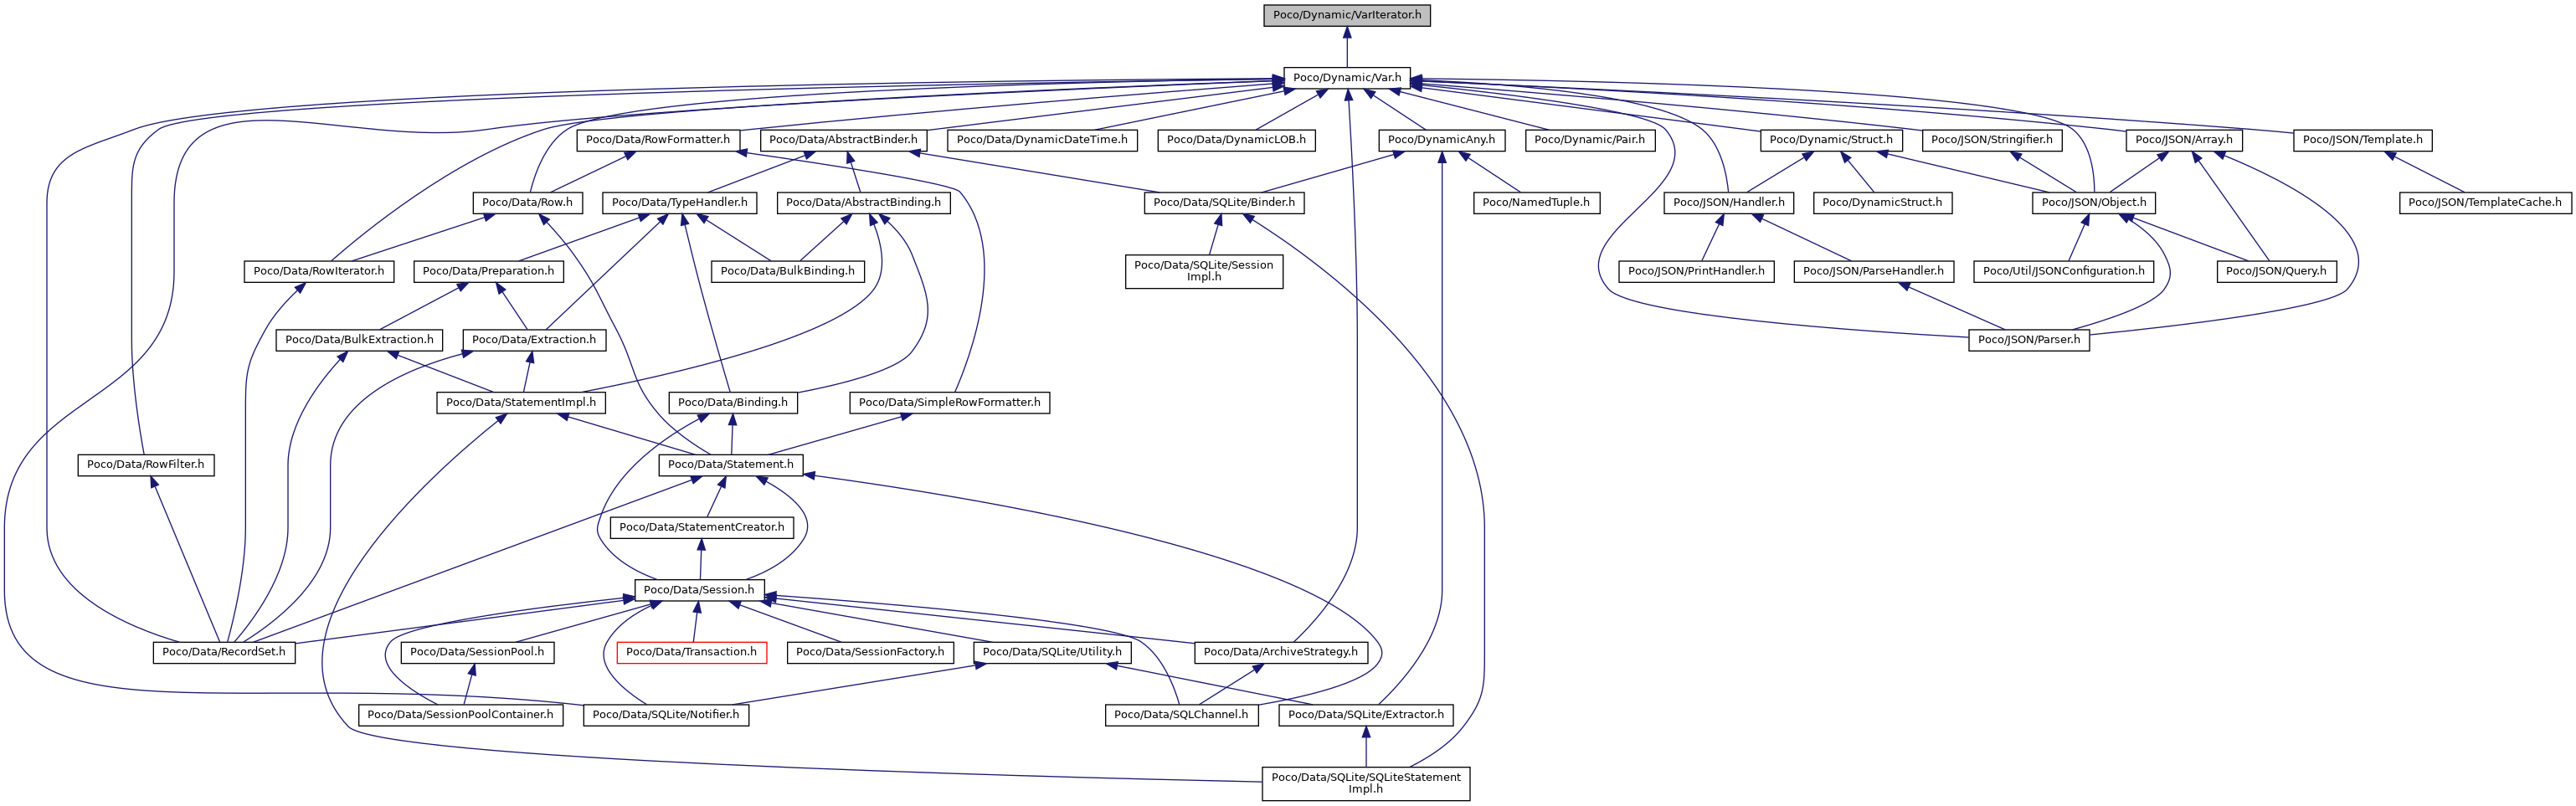 Poco/Dynamic/VarIterator.h
Poco/Dynamic/Var.h
Poco/Data/RowFormatter.h
Poco/Data/AbstractBinder.h
Poco/Data/DynamicDateTime.h
Poco/Data/DynamicLOB.h
Poco/DynamicAny.h
Poco/Dynamic/Pair.h
Poco/Dynamic/Struct.h
Poco/JSON/Stringifier.h
Poco/JSON/Array.h
Poco/JSON/Template.h
Poco/Data/Row.h
Poco/Data/TypeHandler.h
Poco/Data/AbstractBinding.h
Poco/Data/SQLite/Binder.h
Poco/NamedTuple.h
Poco/JSON/Handler.h
Poco/DynamicStruct.h
Poco/JSON/Object.h
Poco/JSON/TemplateCache.h
Poco/Data/RowIterator.h
Poco/Data/Preparation.h
Poco/Data/BulkBinding.h
Poco/Data/SQLite/Session
Impl.h
Poco/JSON/PrintHandler.h
Poco/JSON/ParseHandler.h
Poco/Util/JSONConfiguration.h
Poco/JSON/Query.h
Poco/Data/BulkExtraction.h
Poco/Data/Extraction.h
Poco/JSON/Parser.h
Poco/Data/StatementImpl.h
Poco/Data/Binding.h
Poco/Data/SimpleRowFormatter.h
Poco/Data/RowFilter.h
Poco/Data/Statement.h
Poco/Data/StatementCreator.h
Poco/Data/Session.h
Poco/Data/RecordSet.h
Poco/Data/SessionPool.h
Poco/Data/Transaction.h
Poco/Data/SessionFactory.h
Poco/Data/SQLite/Utility.h
Poco/Data/ArchiveStrategy.h
Poco/Data/SessionPoolContainer.h
Poco/Data/SQLite/Notifier.h
Poco/Data/SQLChannel.h
Poco/Data/SQLite/Extractor.h
Poco/Data/SQLite/SQLiteStatement
Impl.h